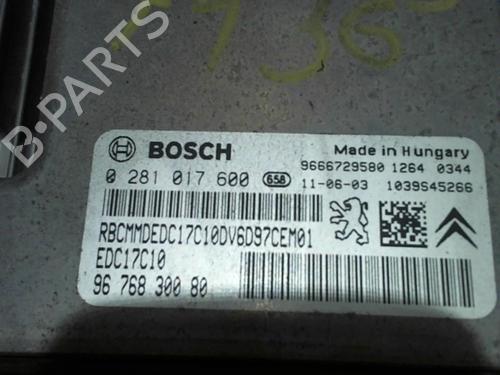 BOSCH
Made in Hungary
9666729580 1264 0344
0 281 017 600 658 11-06-03 1039S45266
RBCMMDEDC17C10DV6D97CEM01
EDC17C10
96 768 300 80
B-PARTS